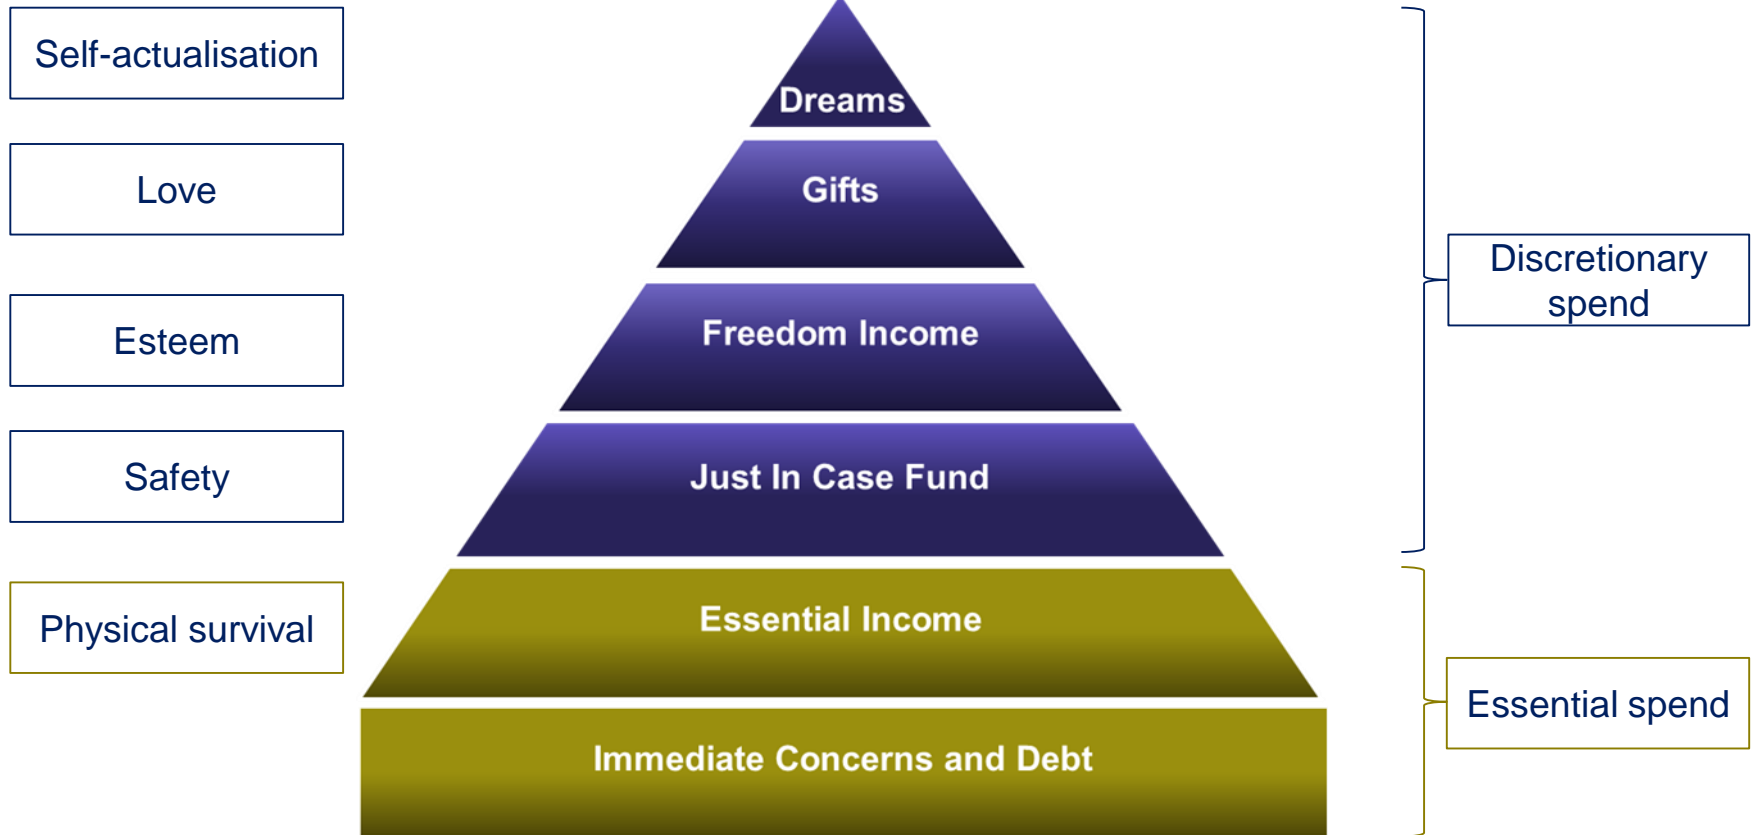 Self-actualisation
Dreams
Love
Gifts
Discretionary
spend
Esteem
Freedom Income
Safety
Just In Case Fund
Physical survival
Essential Income
Essential spend
Immediate Concerns and Debt